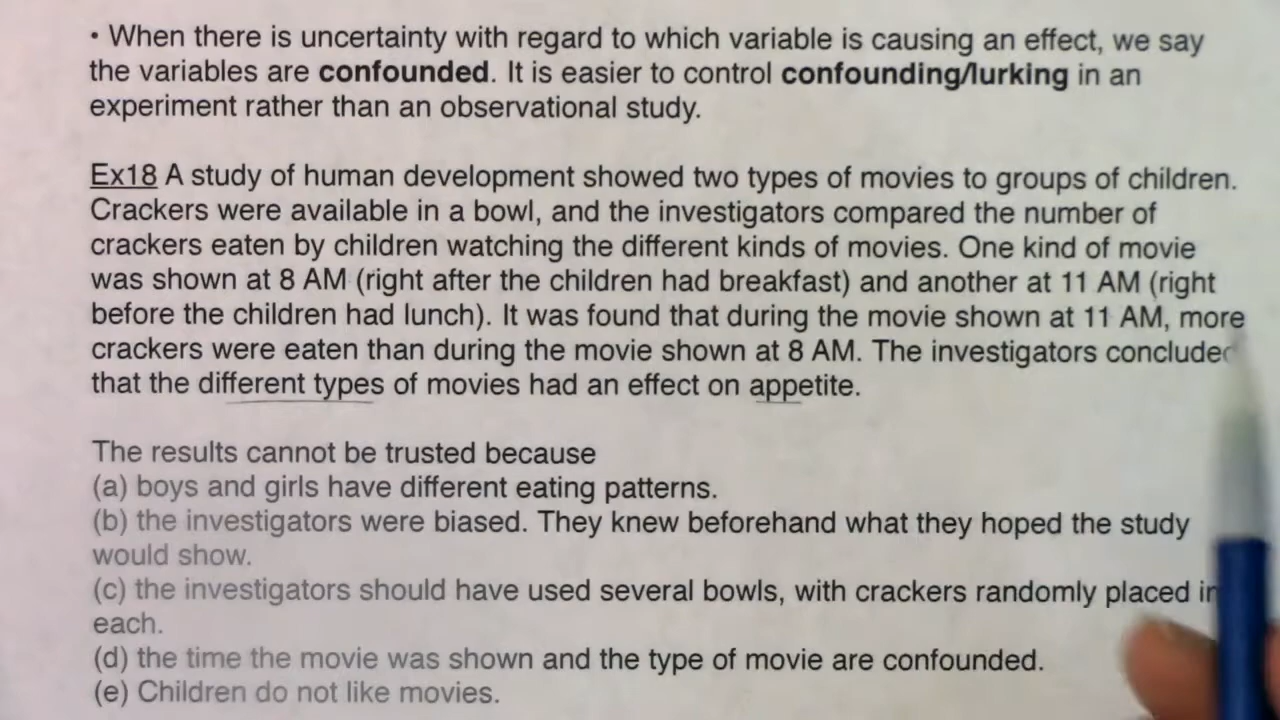 • When there is uncertainty with regard to which variable is causing an effect, we say
the variables are confounded. It is easier to control confounding/lurking in an
experiment rather than an observational study.
Ex18 A study of human development showed two types of movies to groups of children.
Crackers were available in a bowl, and the investigators compared the number of
crackers eaten by children watching the different kinds of movies. One kind of movie
was shown at 8 AM (right after the children had breakfast) and another at 11 AM (right
before the children had lunch). It was found that during the movie shown at 11 AM, more
crackers were eaten than during the movie shown at 8 AM. The investigators concluded
that the different types of movies had an effect on appetite.
The results cannot be trusted because
(a) boys and girls have different eating patterns.
(b) the investigators were biased. They knew beforehand what they hoped the study
would show.
(c) the investigators should have used several bowls, with crackers randomly placed in
each.
(d) the time the movie was shown and the type of movie are confounded.
(e) Children do not like movies.